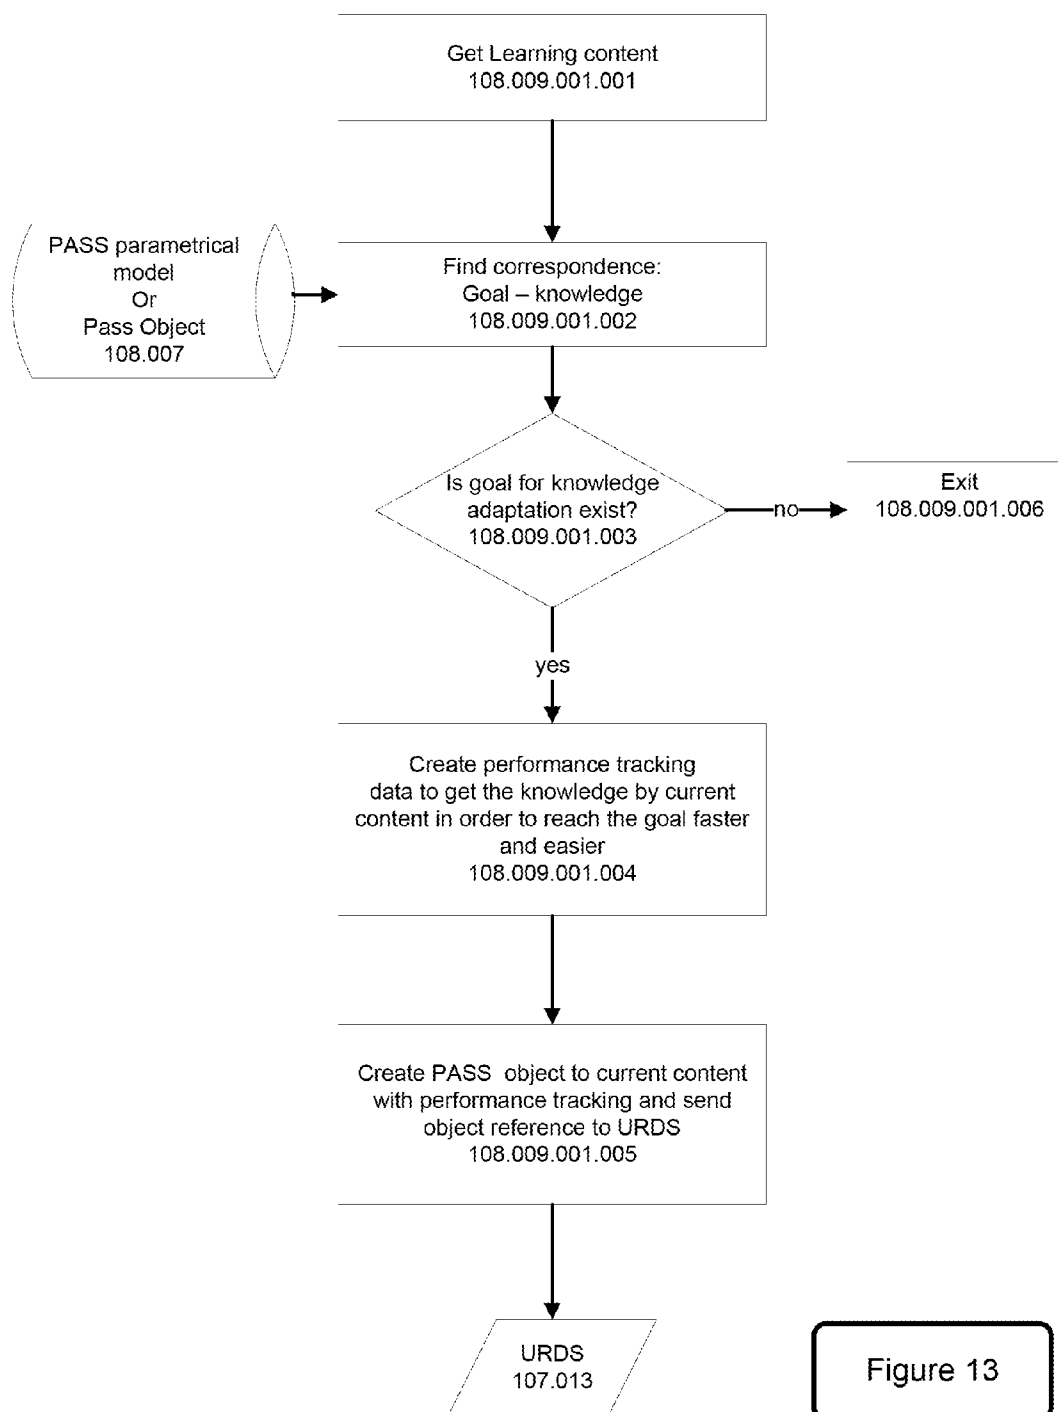 Get Learning content
108.009.001.001
PASS parametrical
model
Or
Pass Object
108.007
Find correspondence:
Goal – knowledge
108.009.001.002
Is goal for knowledge
adaptation exist?
108.009.001.003
no
Exit
108.009.001.006
yes
Create performance tracking
data to get the knowledge by current
content in order to reach the goal faster
and easier
108.009.001.004
Create PASS object to current content
with performance tracking and send
object reference to URDS
108.009.001.005
URDS
107.013
Figure 13